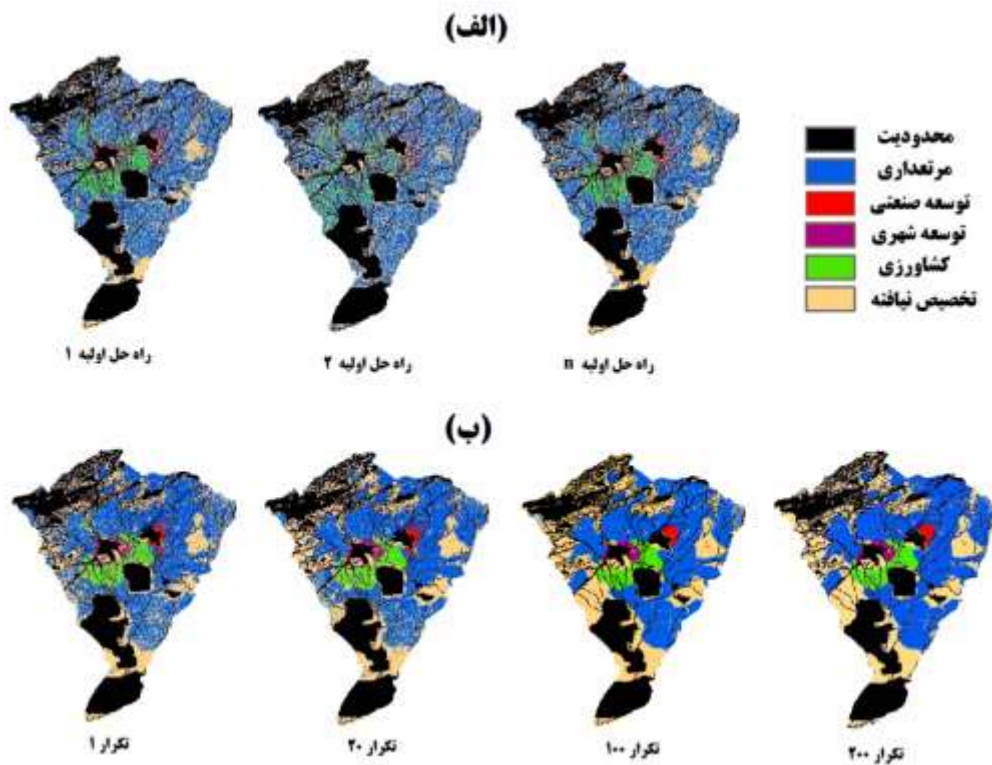 (الف)
محدودیت
مرتعداری
توسعه صنعتی
توسعه شهری
کشاورزی
تخصیص نیافته
راه حل اولیه ۱
راه حل اولیه ۲
راه حل اولیه n
(ب)
تکرار ۱
تکرار ۲۰
تکرار ۱۰۰
تکرار ۲۰۰